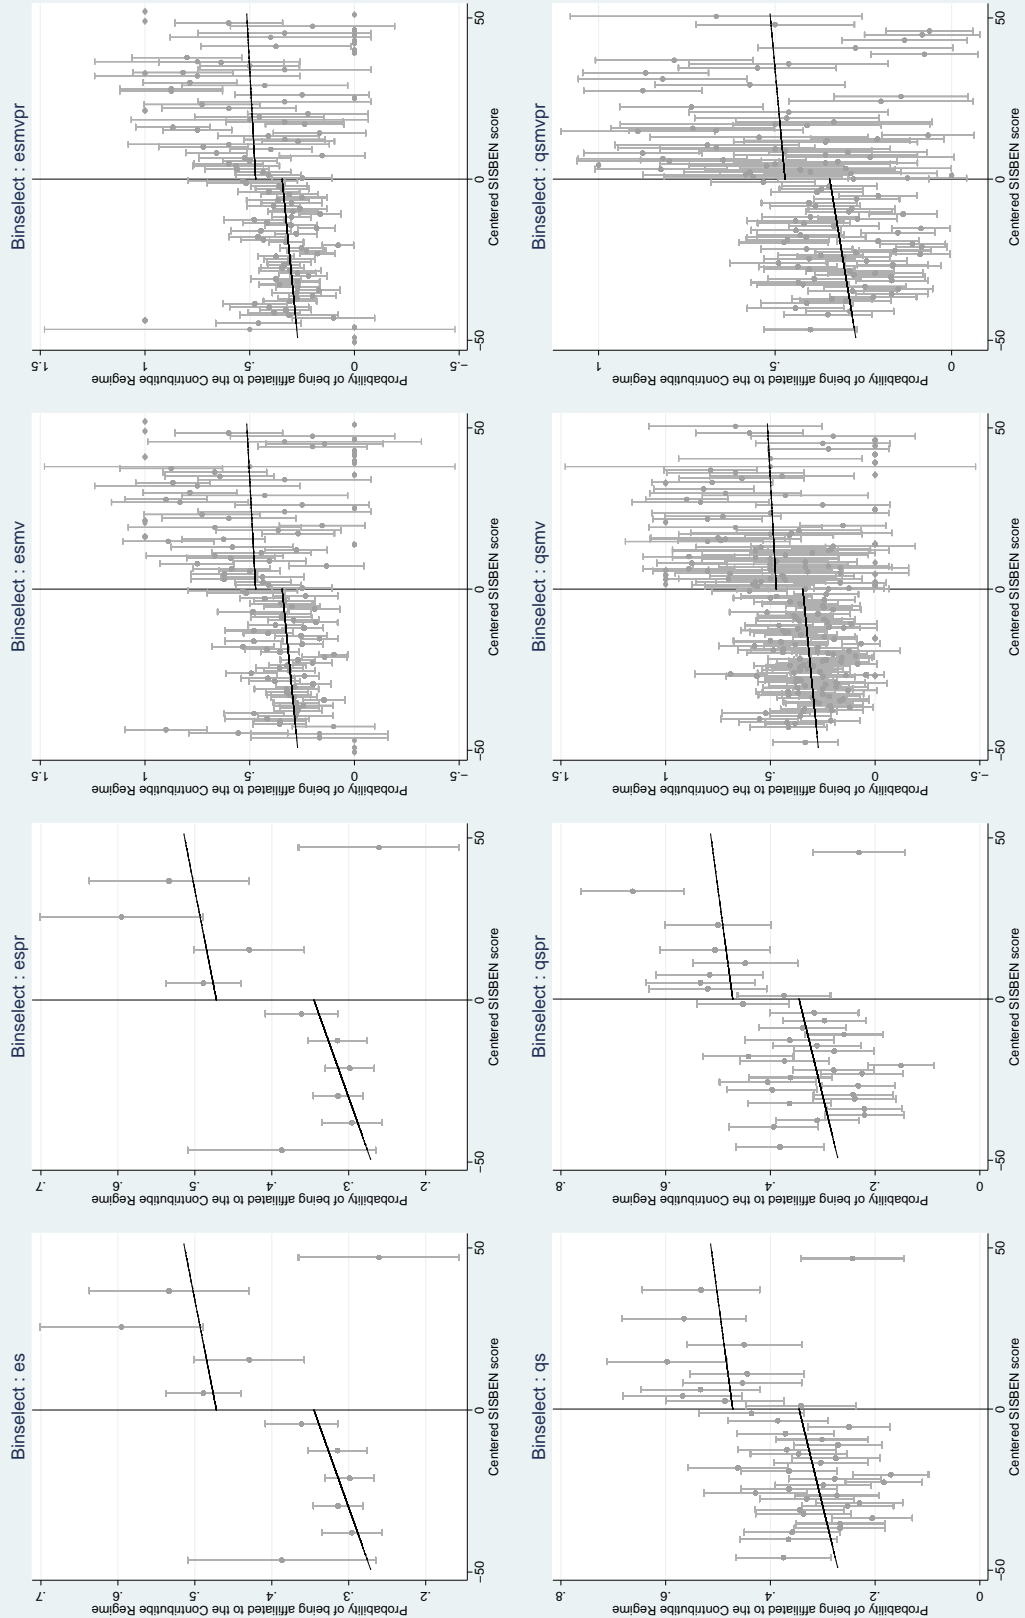 Binselect : es
Probability of being affiliated to the Contributibe Regime
.7
.6
.5
.4
.3
.2
−50
0
50
Centered SISBEN score
Binselect : espr
Probability of being affiliated to the Contributibe Regime
.7
.6
.5
.4
.3
.2
−50
0
50
Centered SISBEN score
Binselect : esmv
Probability of being affiliated to the Contributibe Regime
1.5
1
.5
0
−.5
−50
0
50
Centered SISBEN score
Binselect : esmvpr
Probability of being affiliated to the Contributibe Regime
1.5
1
.5
0
−.5
−50
0
50
Centered SISBEN score
Binselect : qs
Probability of being affiliated to the Contributibe Regime
.8
.6
.4
.2
0
−50
0
50
Centered SISBEN score
Binselect : qspr
Probability of being affiliated to the Contributibe Regime
.8
.6
.4
.2
0
−50
0
50
Centered SISBEN score
Binselect : qsmv
Probability of being affiliated to the Contributibe Regime
1.5
1
.5
0
−.5
−50
0
50
Centered SISBEN score
Binselect : qsmvpr
Probability of being affiliated to the Contributibe Regime
1
.5
0
−50
0
50
Centered SISBEN score